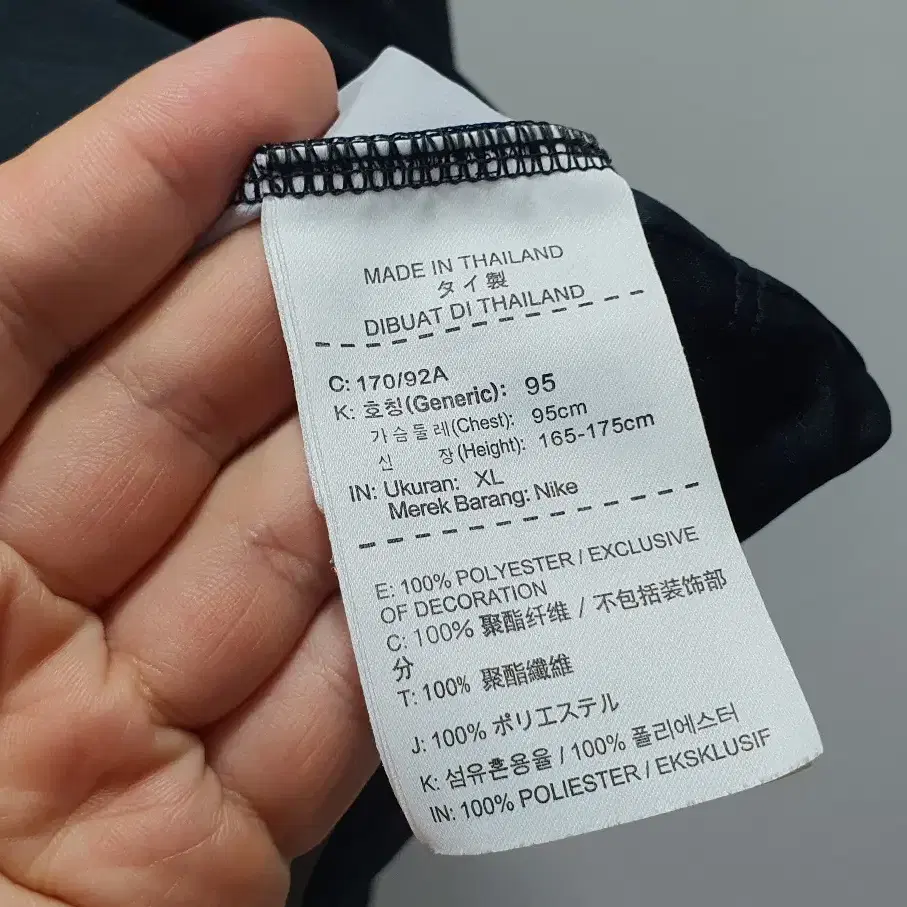 MADE IN THAILAND
タイ製
DIBUAT DI THAILAND
C: 170/92A
K: 호칭(Generic): 95
가슴둘레(Chest): 95cm
신 장(Height): 165-175cm
IN: Ukuran: XL
Merek Barang: Nike
E: 100% POLYESTER / EXCLUSIVE
OF DECORATION
C: 100% 聚酯纤维 / 不包括装饰部
分
T: 100% 聚酯纖維
J: 100% ポリエステル
K: 섬유혼용율 / 100% 폴리에스터
IN: 100% POLIESTER / EKSKLUSIF